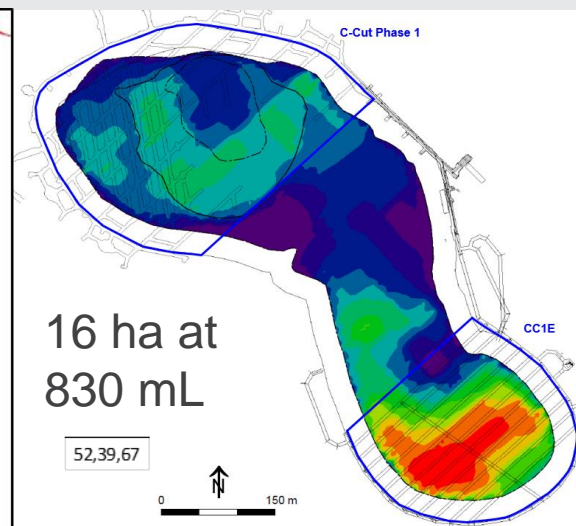 C-Cut Phase 1
CC1E
16 ha at
830 mL
52,39,67
N
0 150 m